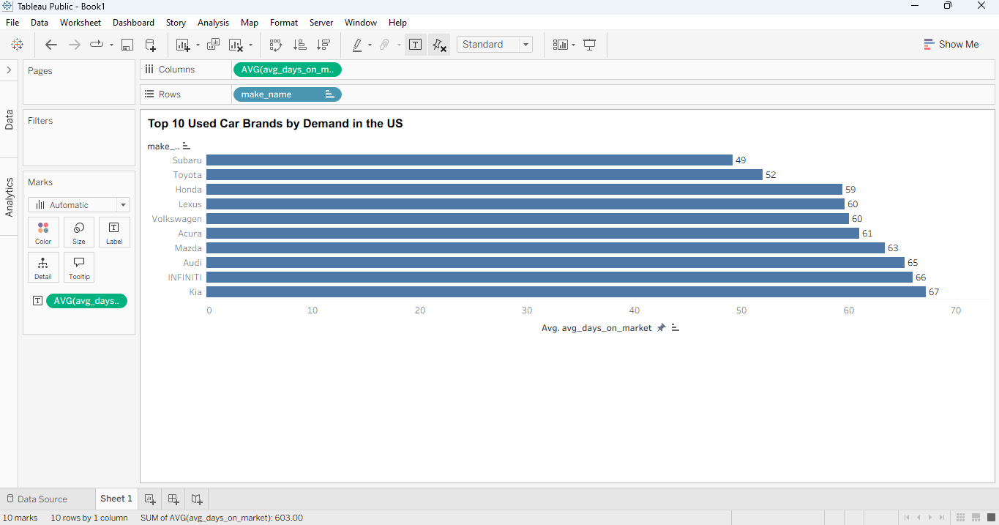 Tableau Public - Book1
File Data Worksheet Dashboard Story Analysis Map Format Server Window Help
Standard
Show Me
Data
Analytics
Pages
Filters
Marks
Automatic
Color Size Label
Detail Tooltip
AVG(avg_days..
Columns AVG(avg_days_on_m..
Rows make_name
Top 10 Used Car Brands by Demand in the US
make_..
Subaru 49
Toyota 52
Honda 59
Lexus 60
Volkswagen 60
Acura 61
Mazda 63
Audi 65
INFINITI 66
Kia 67
0 10 20 30 40 50 60 70
Avg. avg_days_on_market
Data Source Sheet 1
10 marks 10 rows by 1 column SUM of AVG(avg_days_on_market): 603.00